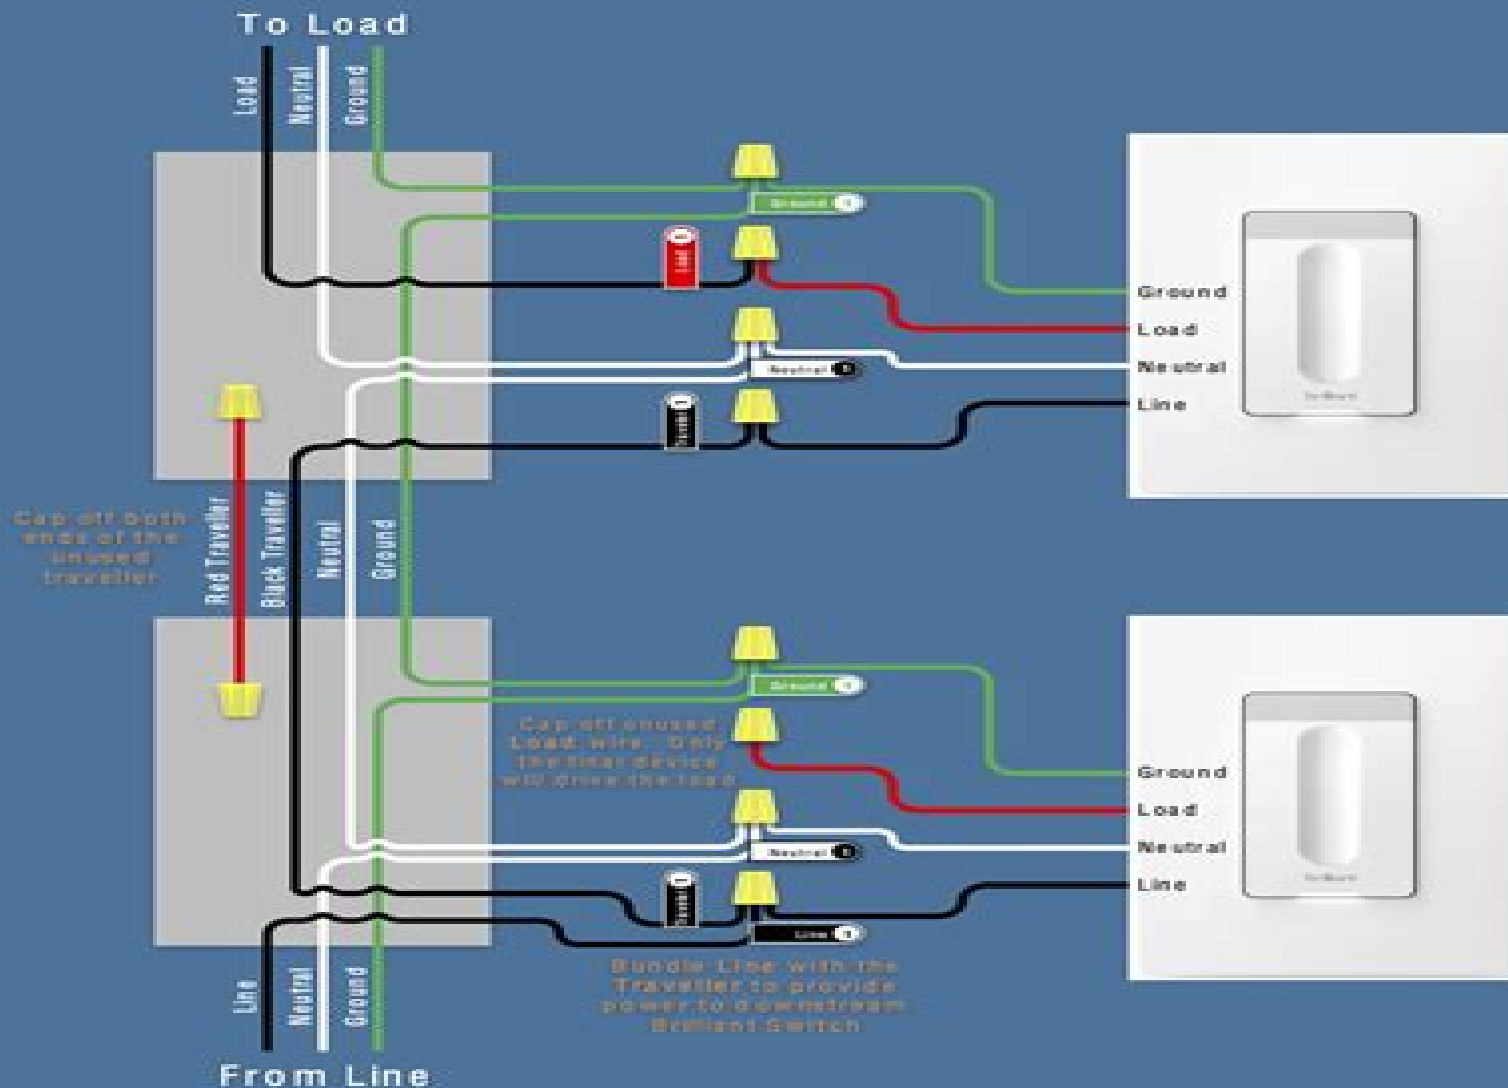 To Load
Load
Neutral
Ground
Ground
Load
Neutral
Ground
Load
Neutral
Line
Cap off both
ends of the
unused
traveller
Red Traveller
Black Traveller
Neutral
Ground
Ground
Cap off unused
Load wire. Only
the final device
will drive the load
Neutral
Line
Ground
Load
Neutral
Line
Bundle Line with the
Traveller to provide
power to downstream
Brilliant Switch
Line
Neutral
Ground
From Line